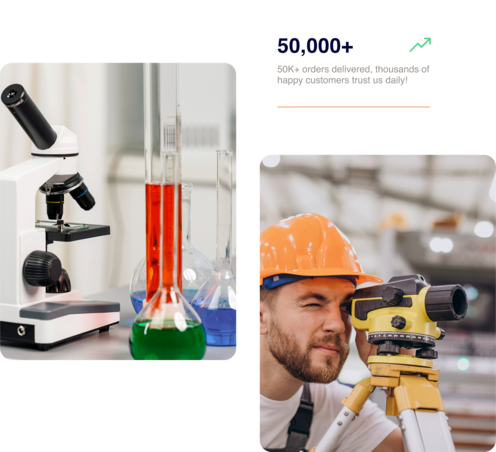 50,000+
50K+ orders delivered, thousands of
happy customers trust us daily!